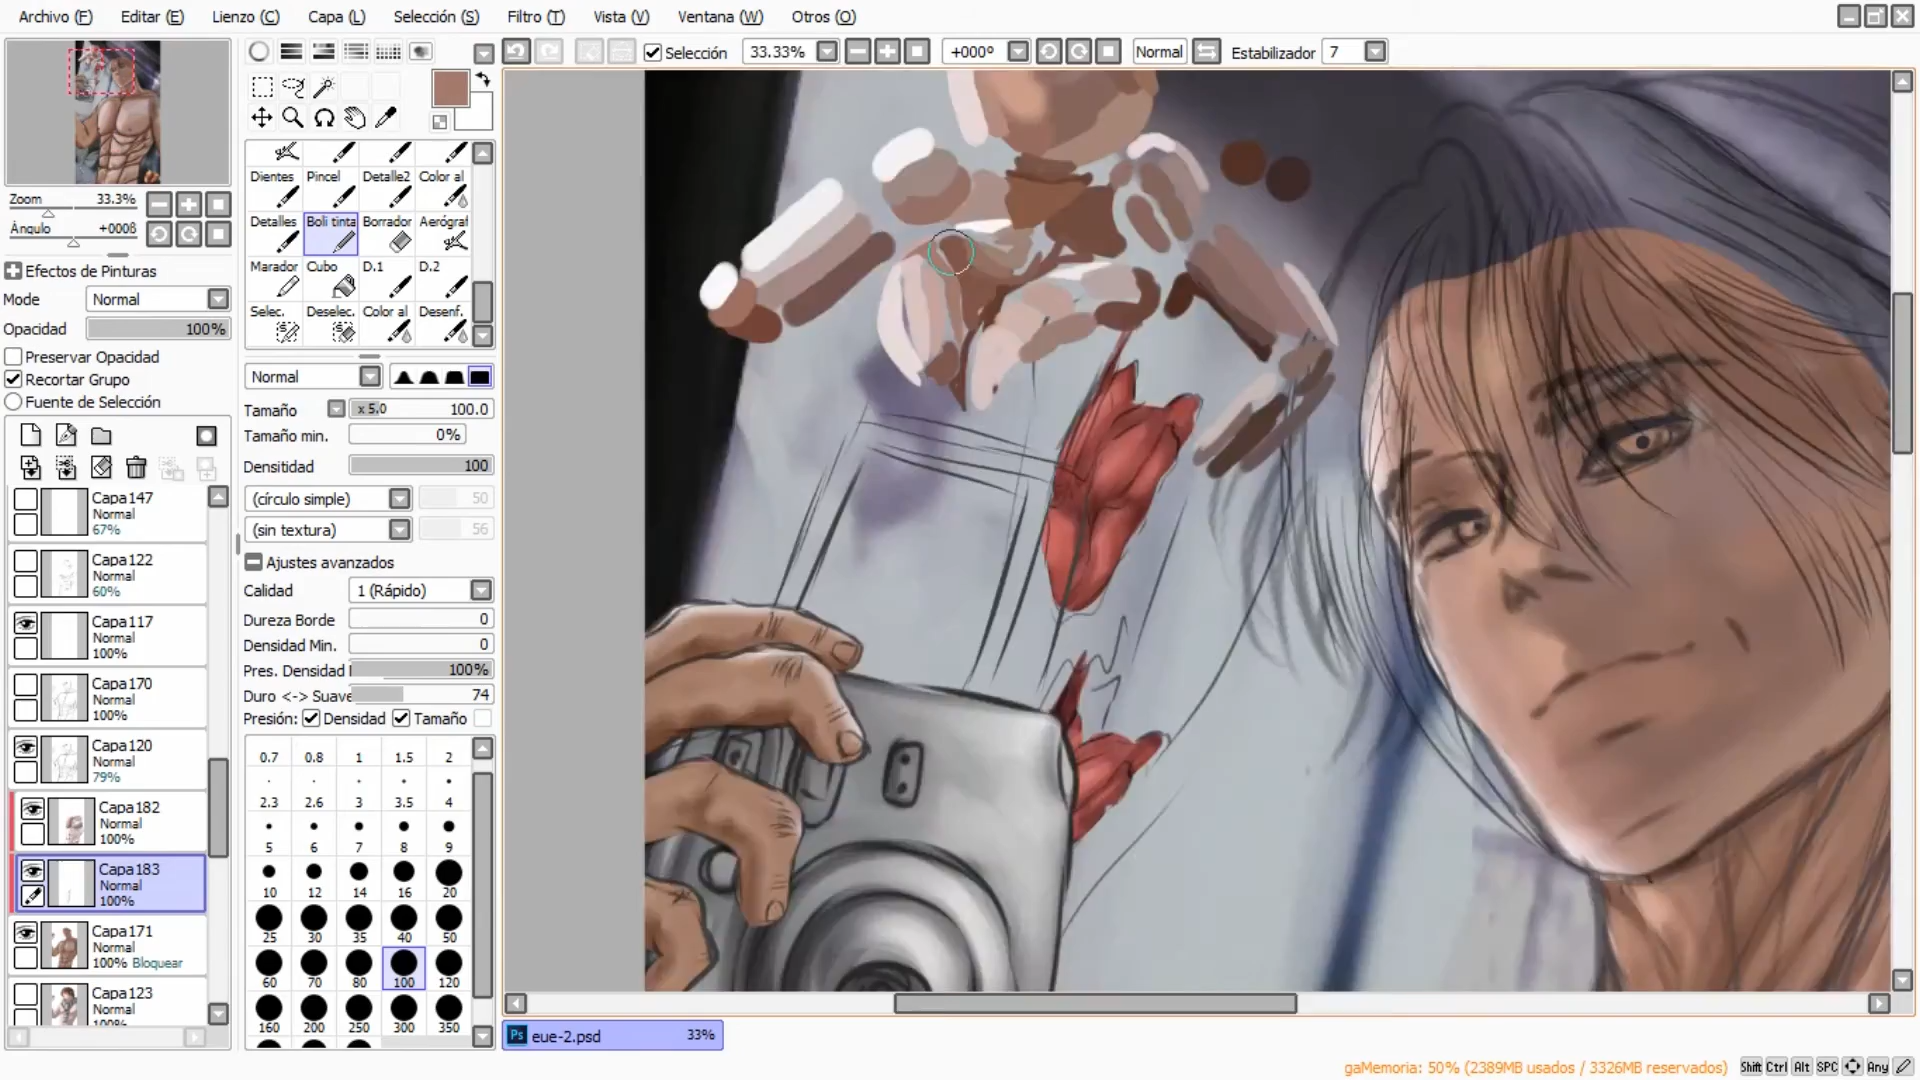 Archivo (F) Editar (E) Lienzo (C) Capa (L) Selección (S) Filtro (T) Vista (V) Ventana (W) Otros (O)
Selección 33.33% +000º Normal Estabilizador 7
Zoom 33.3%
Ángulo +000ß
Efectos de Pinturas
Mode Normal
Opacidad 100%
Preservar Opacidad
Recortar Grupo
Fuente de Selección
Capa147
Normal
67%
Capa122
Normal
60%
Capa117
Normal
100%
Capa170
Normal
100%
Capa120
Normal
79%
Capa182
Normal
100%
Capa183
Normal
100%
Capa171
Normal
100% Bloquear
Capa123
Normal
100%
Dientes Pincel Detalle2 Color al
Detalles Boli tinta Borrador Aerógraf
Marador Cubo D.1 D.2
Selec. Deselec. Color al Desenf.
Normal
Tamaño x 5.0 100.0
Tamaño min. 0%
Densitidad 100
(círculo simple) 50
(sin textura) 56
Ajustes avanzados
Calidad 1 (Rápido)
Dureza Borde 0
Densidad Min. 0
Pres. Densidad 100%
Duro <-> Suave 74
Presión: Densidad Tamaño
0.7 0.8 1 1.5 2
2.3 2.6 3 3.5 4
5 6 7 8 9
10 12 14 16 20
25 30 35 40 50
60 70 80 100 120
160 200 250 300 350
Ps eue-2.psd 33%
gaMemoria: 50% (2389MB usados / 3326MB reservados) Shift Ctrl Alt SPC Any